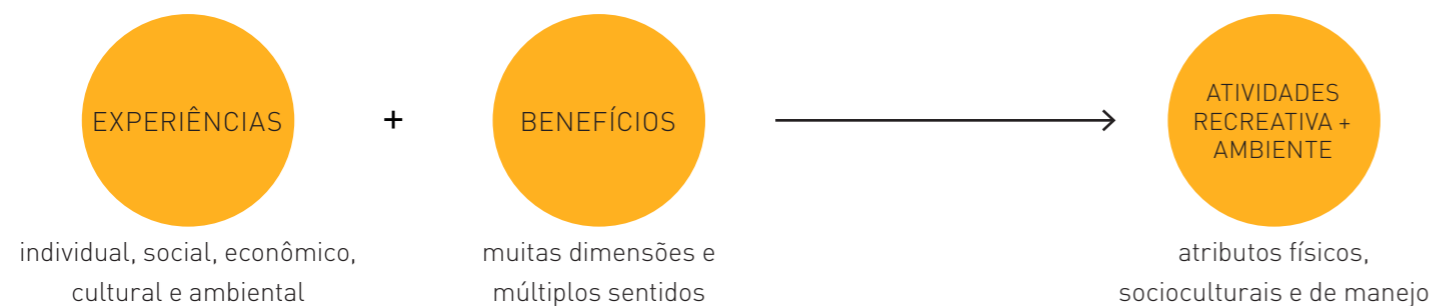 EXPERIÊNCIAS
+
BENEFÍCIOS
ATIVIDADES
RECREATIVA +
AMBIENTE
individual, social, econômico,
cultural e ambiental
muitas dimensões e
múltiplos sentidos
atributos físicos,
socioculturais e de manejo